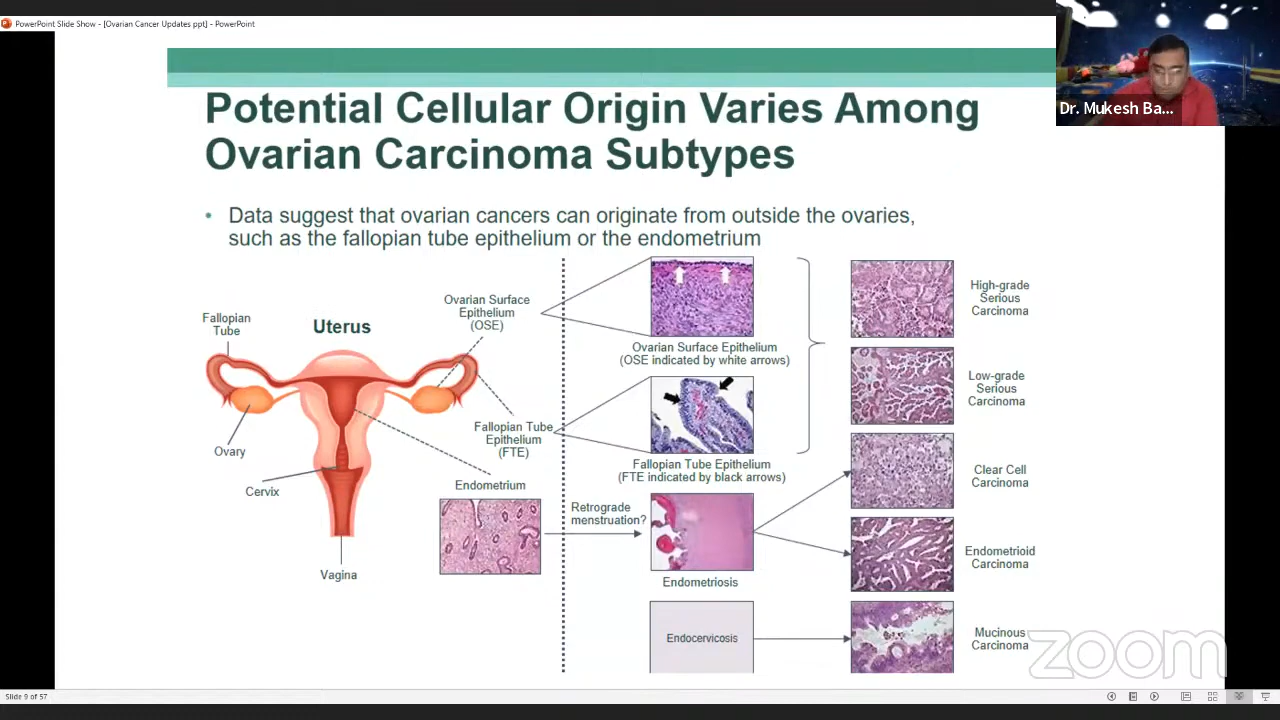 PowerPoint Slide Show - [Ovarian Cancer Updates ppt] - PowerPoint
Dr. Mukesh Ba...
Potential Cellular Origin Varies Among
Ovarian Carcinoma Subtypes
• Data suggest that ovarian cancers can originate from outside the ovaries,
such as the fallopian tube epithelium or the endometrium
Fallopian
Tube
Uterus
Ovarian Surface
Epithelium
(OSE)
Ovary
Cervix
Vagina
Fallopian Tube
Epithelium
(FTE)
Endometrium
Retrograde
menstruation?
Ovarian Surface Epithelium
(OSE indicated by white arrows)
Fallopian Tube Epithelium
(FTE indicated by black arrows)
Endometriosis
Endocervicosis
High-grade
Serious
Carcinoma
Low-grade
Serious
Carcinoma
Clear Cell
Carcinoma
Endometrioid
Carcinoma
Mucinous
Carcinoma
zoom
Slide 9 of 57